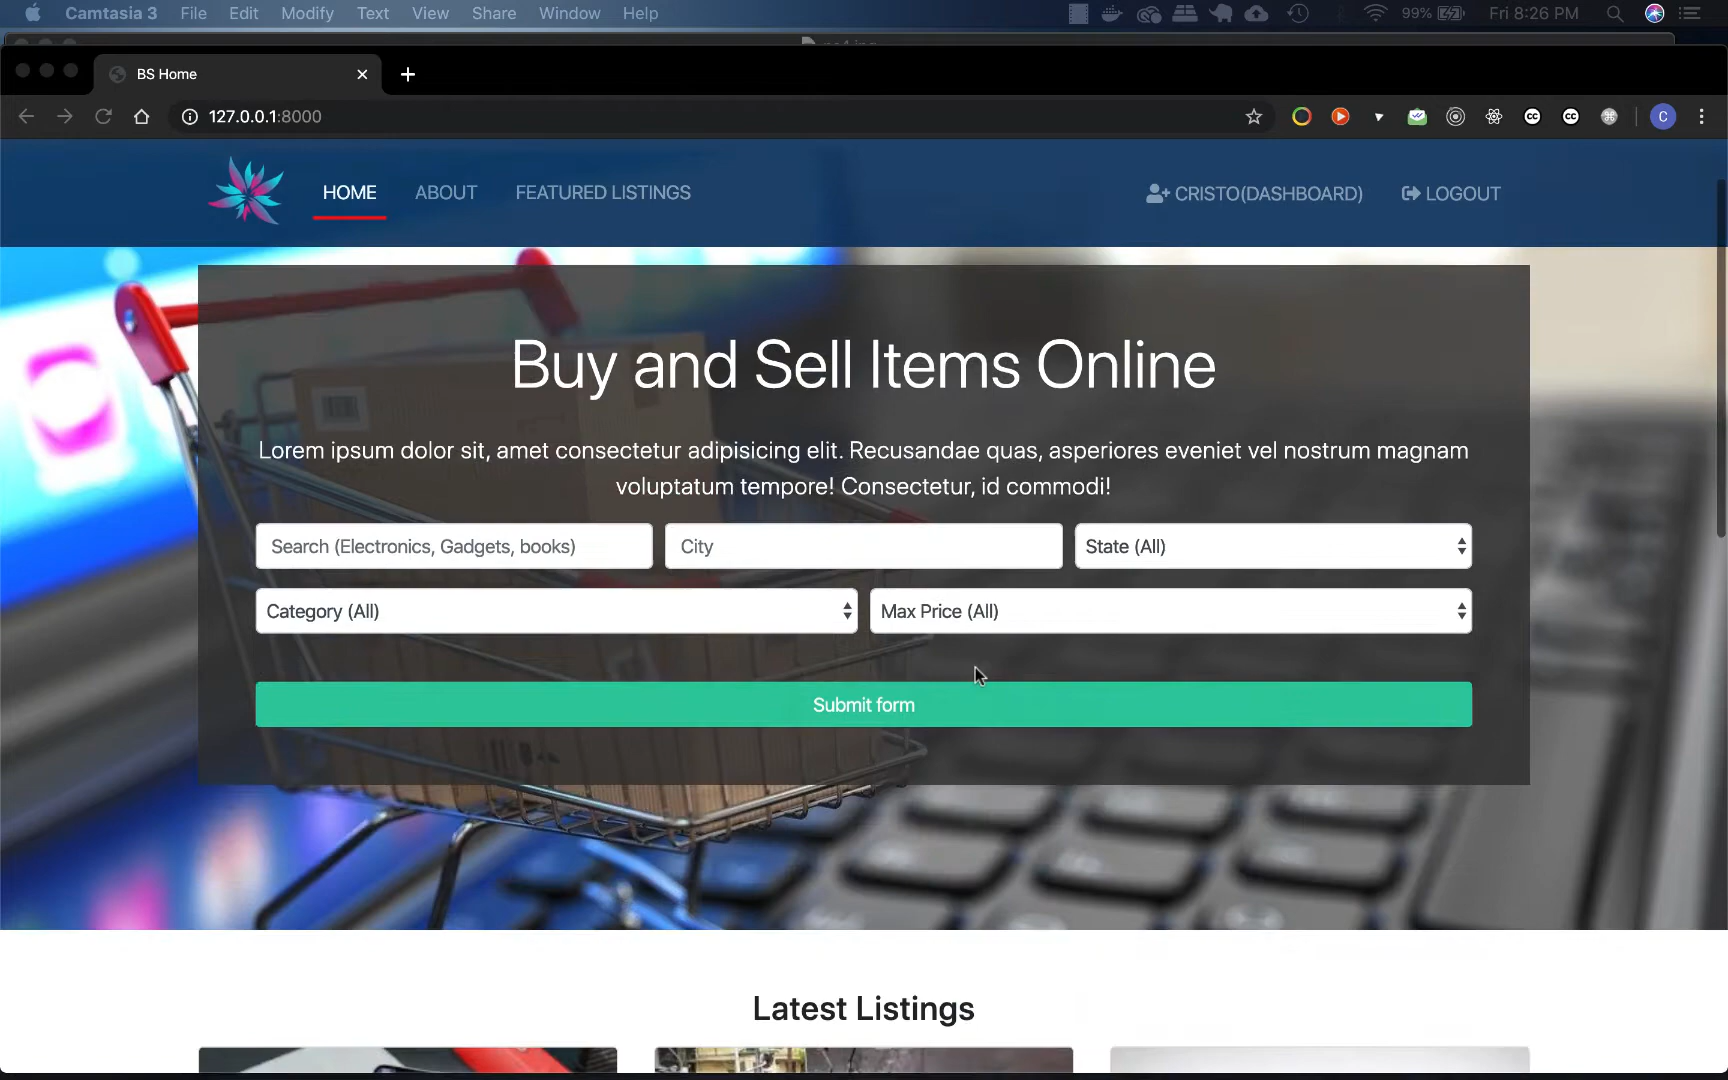 Camtasia 3 File Edit Modify Text View Share Window Help 99% Fri 8:26 PM
BS Home
127.0.0.1:8000
C
HOME ABOUT FEATURED LISTINGS CRISTO(DASHBOARD) LOGOUT
Buy and Sell Items Online
Lorem ipsum dolor sit, amet consectetur adipisicing elit. Recusandae quas, asperiores eveniet vel nostrum magnam
voluptatum tempore! Consectetur, id commodi!
Search (Electronics, Gadgets, books) City State (All)
Category (All) Max Price (All)
Submit form
Latest Listings